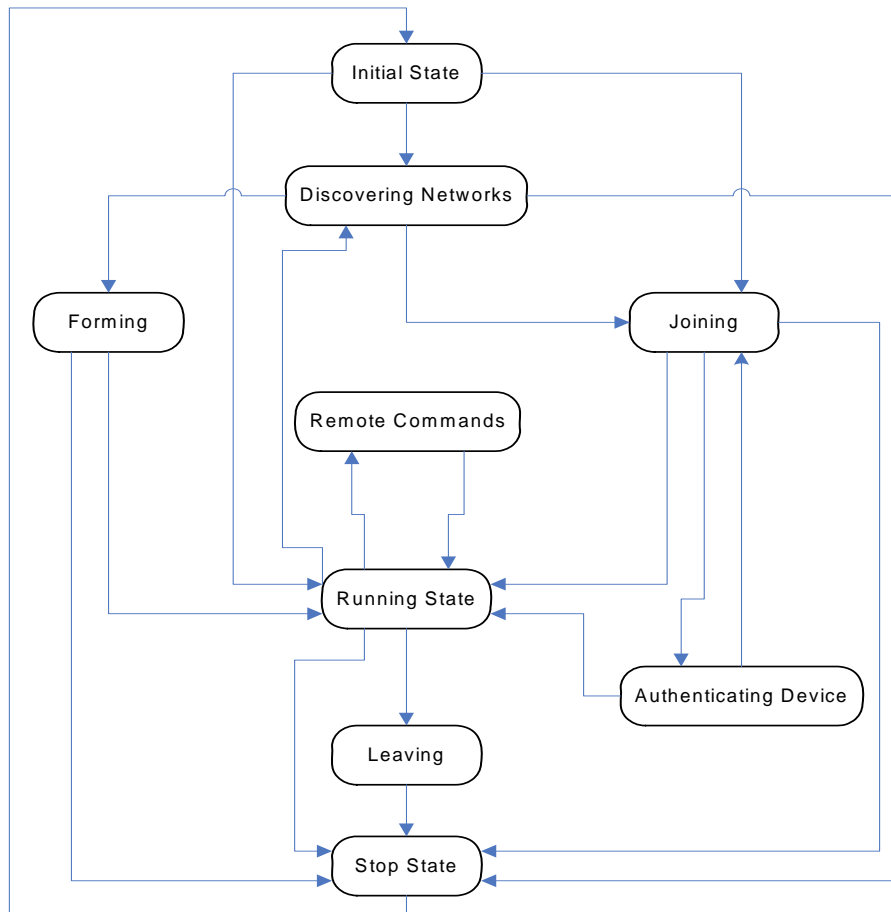 Initial State
Discovering Networks
Forming
Joining
Remote Commands
Running State
Authenticating Device
Leaving
Stop State